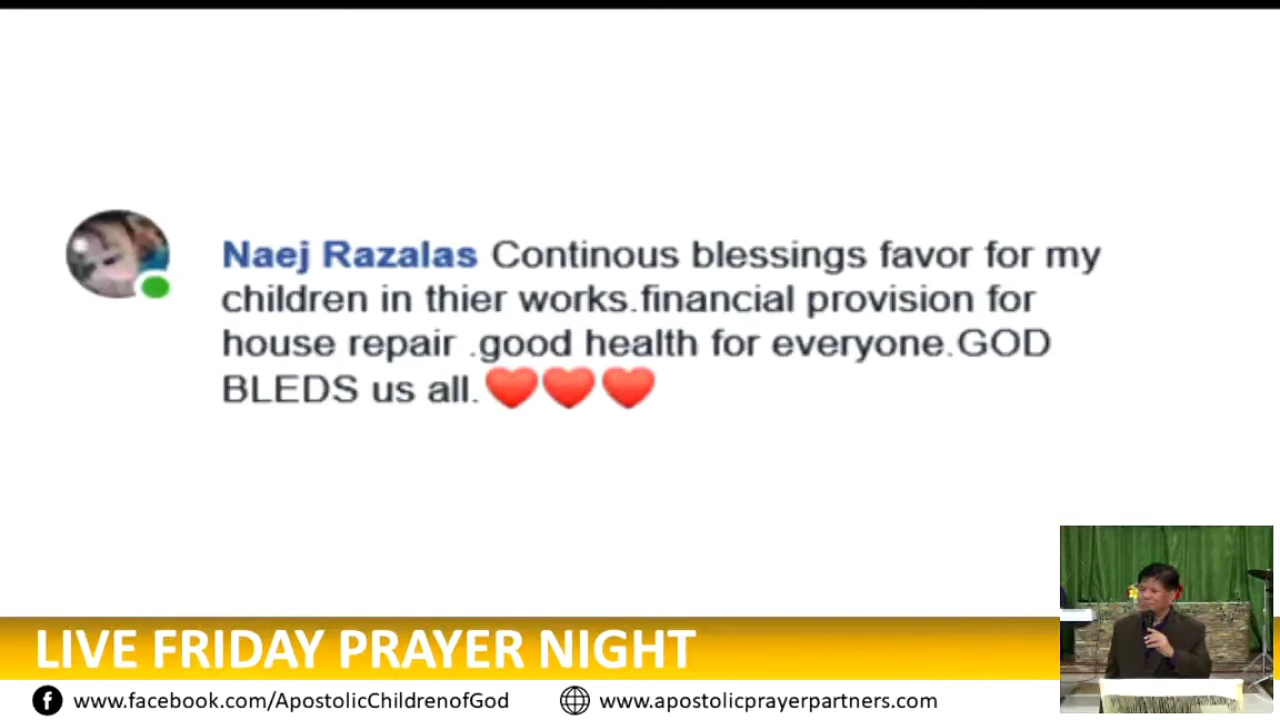 Naej Razalas Continous blessings favor for my
children in thier works.financial provision for
house repair .good health for everyone.GOD
BLEDS us all.❤❤❤
LIVE FRIDAY PRAYER NIGHT
www.facebook.com/ApostolicChildrenofGod
www.apostolicprayerpartners.com